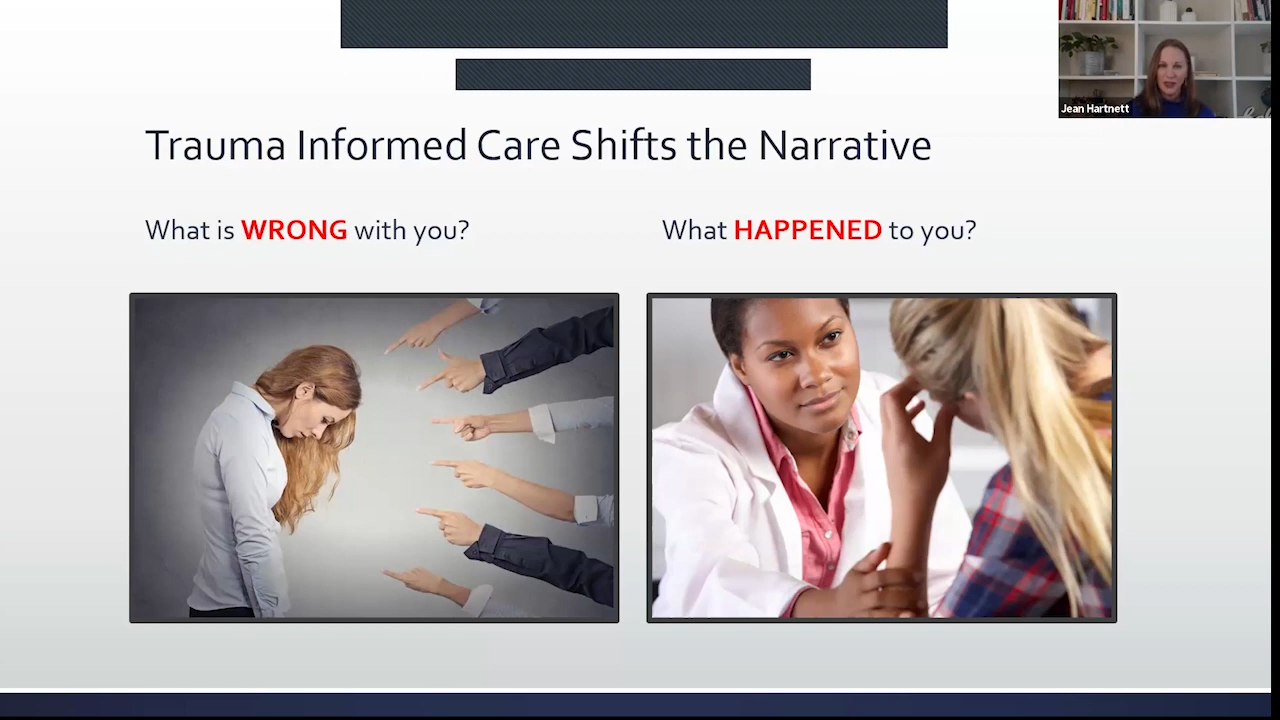 Jean Hartnett
Trauma Informed Care Shifts the Narrative
What is WRONG with you?
What HAPPENED to you?